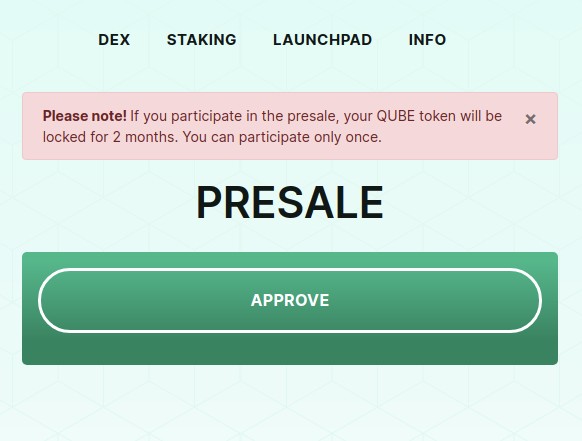 DEX STAKING LAUNCHPAD INFO
Please note! If you participate in the presale, your QUBE token will be
locked for 2 months. You can participate only once.
×
PRESALE
APPROVE